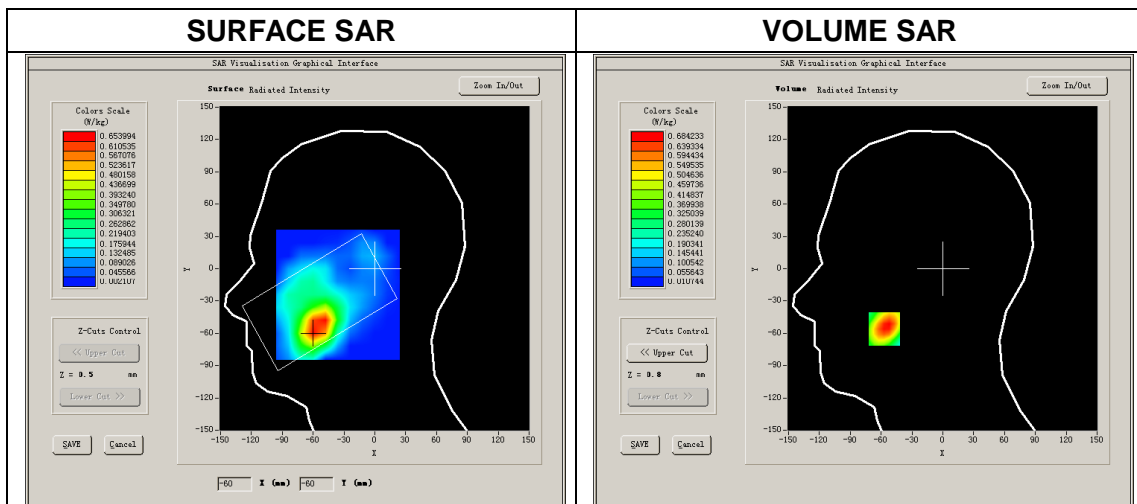 SURFACE SAR
VOLUME SAR
SAR Visualisation Graphical Interface
Surface Radiated Intensity
Zoom In/Out
Colors Scale
(W/kg)
0.653994
0.610535
0.567076
0.523617
0.480158
0.436699
0.393240
0.349780
0.306321
0.262862
0.219403
0.175944
0.132485
0.089026
0.045566
0.002107
150
120
90
60
30
0
-30
-60
-90
-120
-150
Y
-150 -120 -90 -60 -30 0 30 60 90 120 150
X
Z-Cuts Control
<< Upper Cut
Z = 0.5 mm
Lower Cut >>
SAVE Cancel
-60 X (mm) -60 Y (mm)
SAR Visualisation Graphical Interface
Volume Radiated Intensity
Zoom In/Out
Colors Scale
(W/kg)
0.684233
0.639334
0.594434
0.549535
0.504636
0.459736
0.414837
0.369938
0.325039
0.280139
0.235240
0.190341
0.145441
0.100542
0.055643
0.010744
150
120
90
60
30
0
-30
-60
-90
-120
-150
Y
-150 -120 -90 -60 -30 0 30 60 90 120 150
X
Z-Cuts Control
<< Upper Cut
Z = 0.8 mm
Lower Cut >>
SAVE Cancel